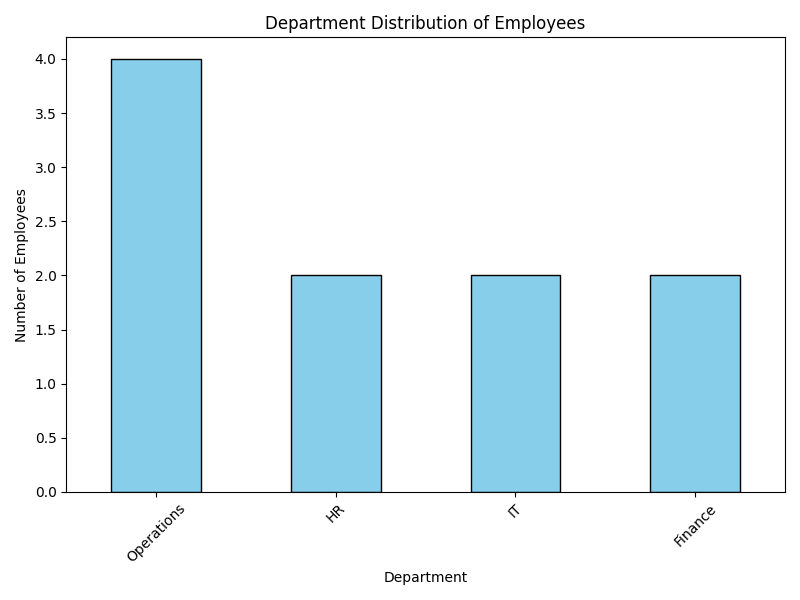 Department Distribution of Employees
Number of Employees
4.0
3.5
3.0
2.5
2.0
1.5
1.0
0.5
0.0
Operations
HR
IT
Finance
Department